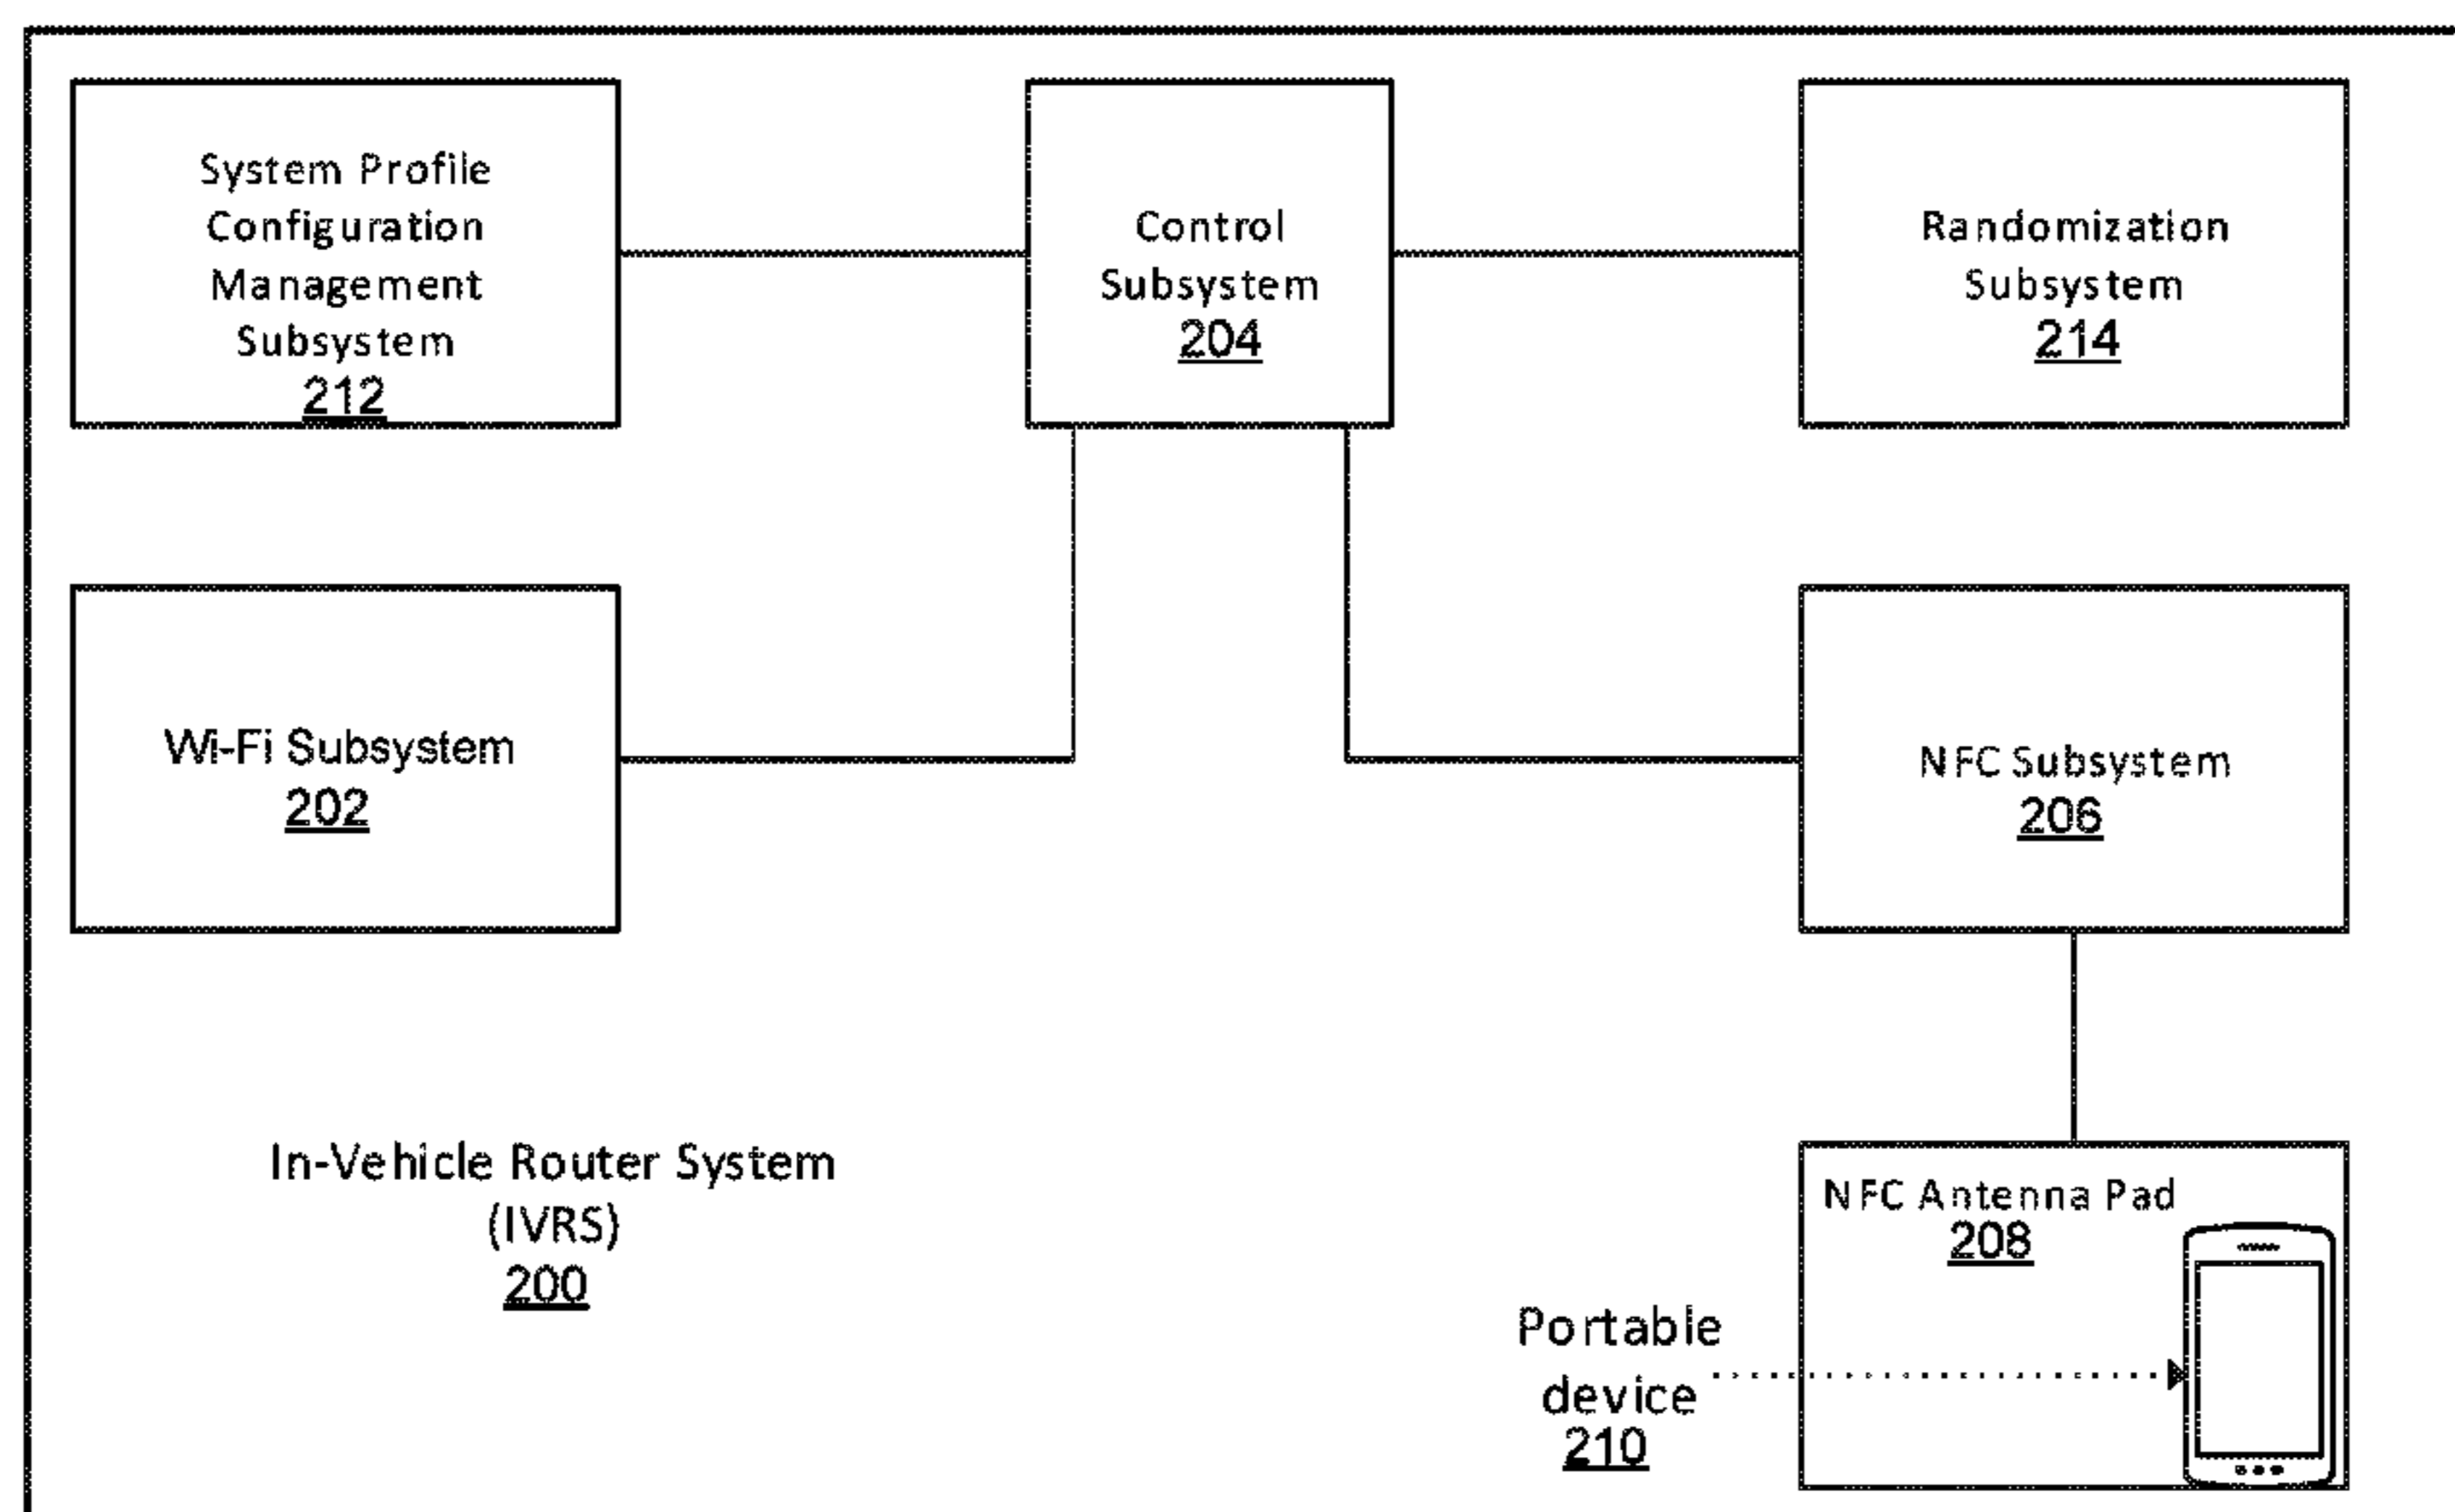 System Profile
Configuration
Management
Subsystem
212
Control
Subsystem
204
Randomization
Subsystem
214
Wi-Fi Subsystem
202
NFC Subsystem
206
In-Vehicle Router System
(IVRS)
200
NFC Antenna Pad
208
Portable
device
210